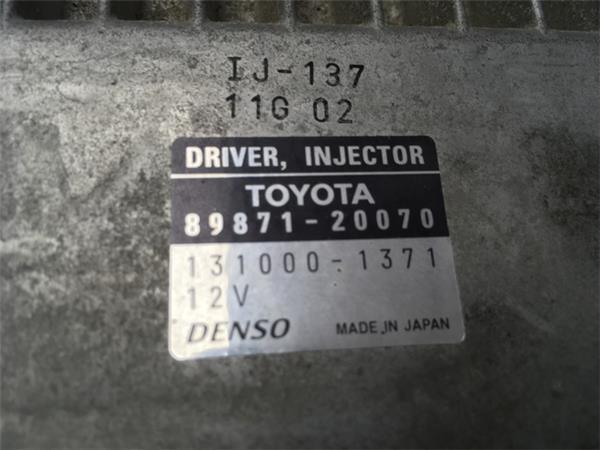 IJ-137
11G 02
DRIVER, INJECTOR
TOYOTA
89871-20070
131000-1371
12V
DENSO MADE IN JAPAN